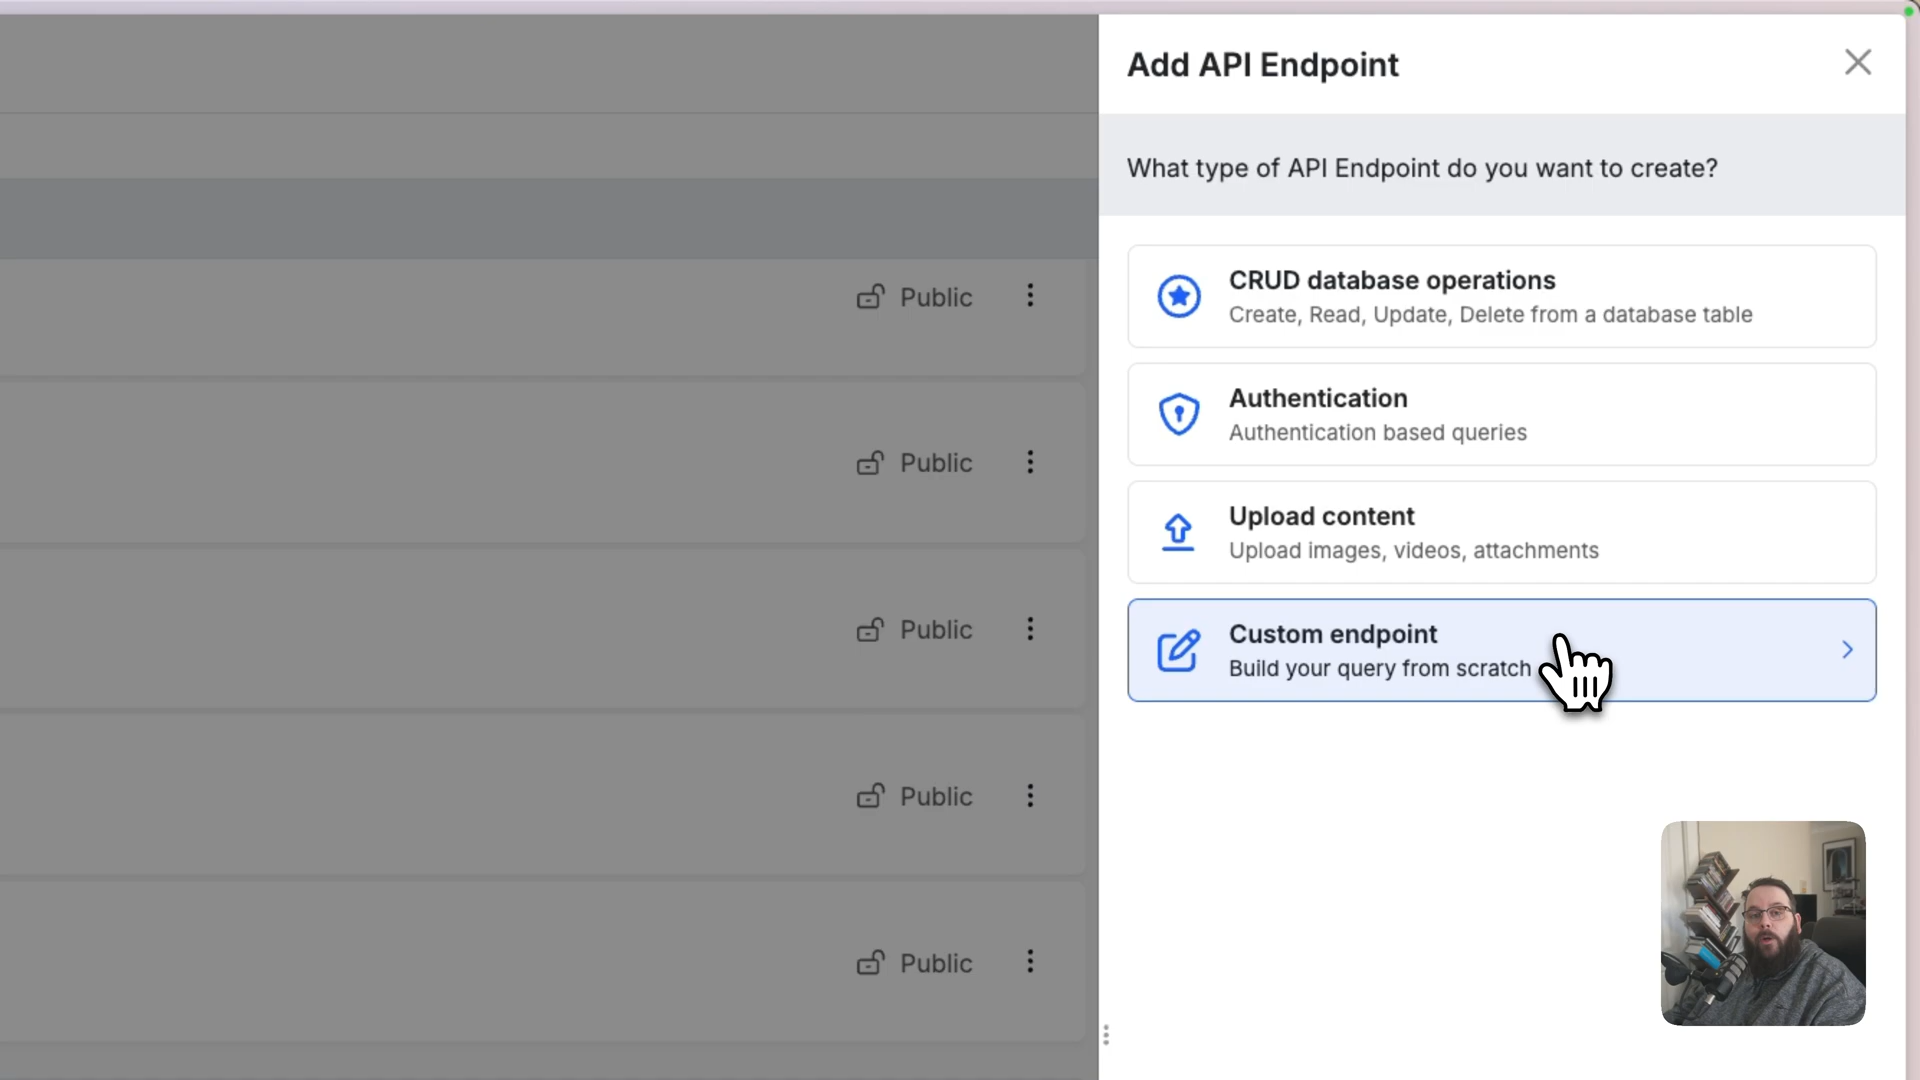 Add API Endpoint
What type of API Endpoint do you want to create?
CRUD database operations
Create, Read, Update, Delete from a database table
Public
Authentication
Authentication based queries
Public
Upload content
Upload images, videos, attachments
Public
Custom endpoint
Build your query from scratch
Public
Public